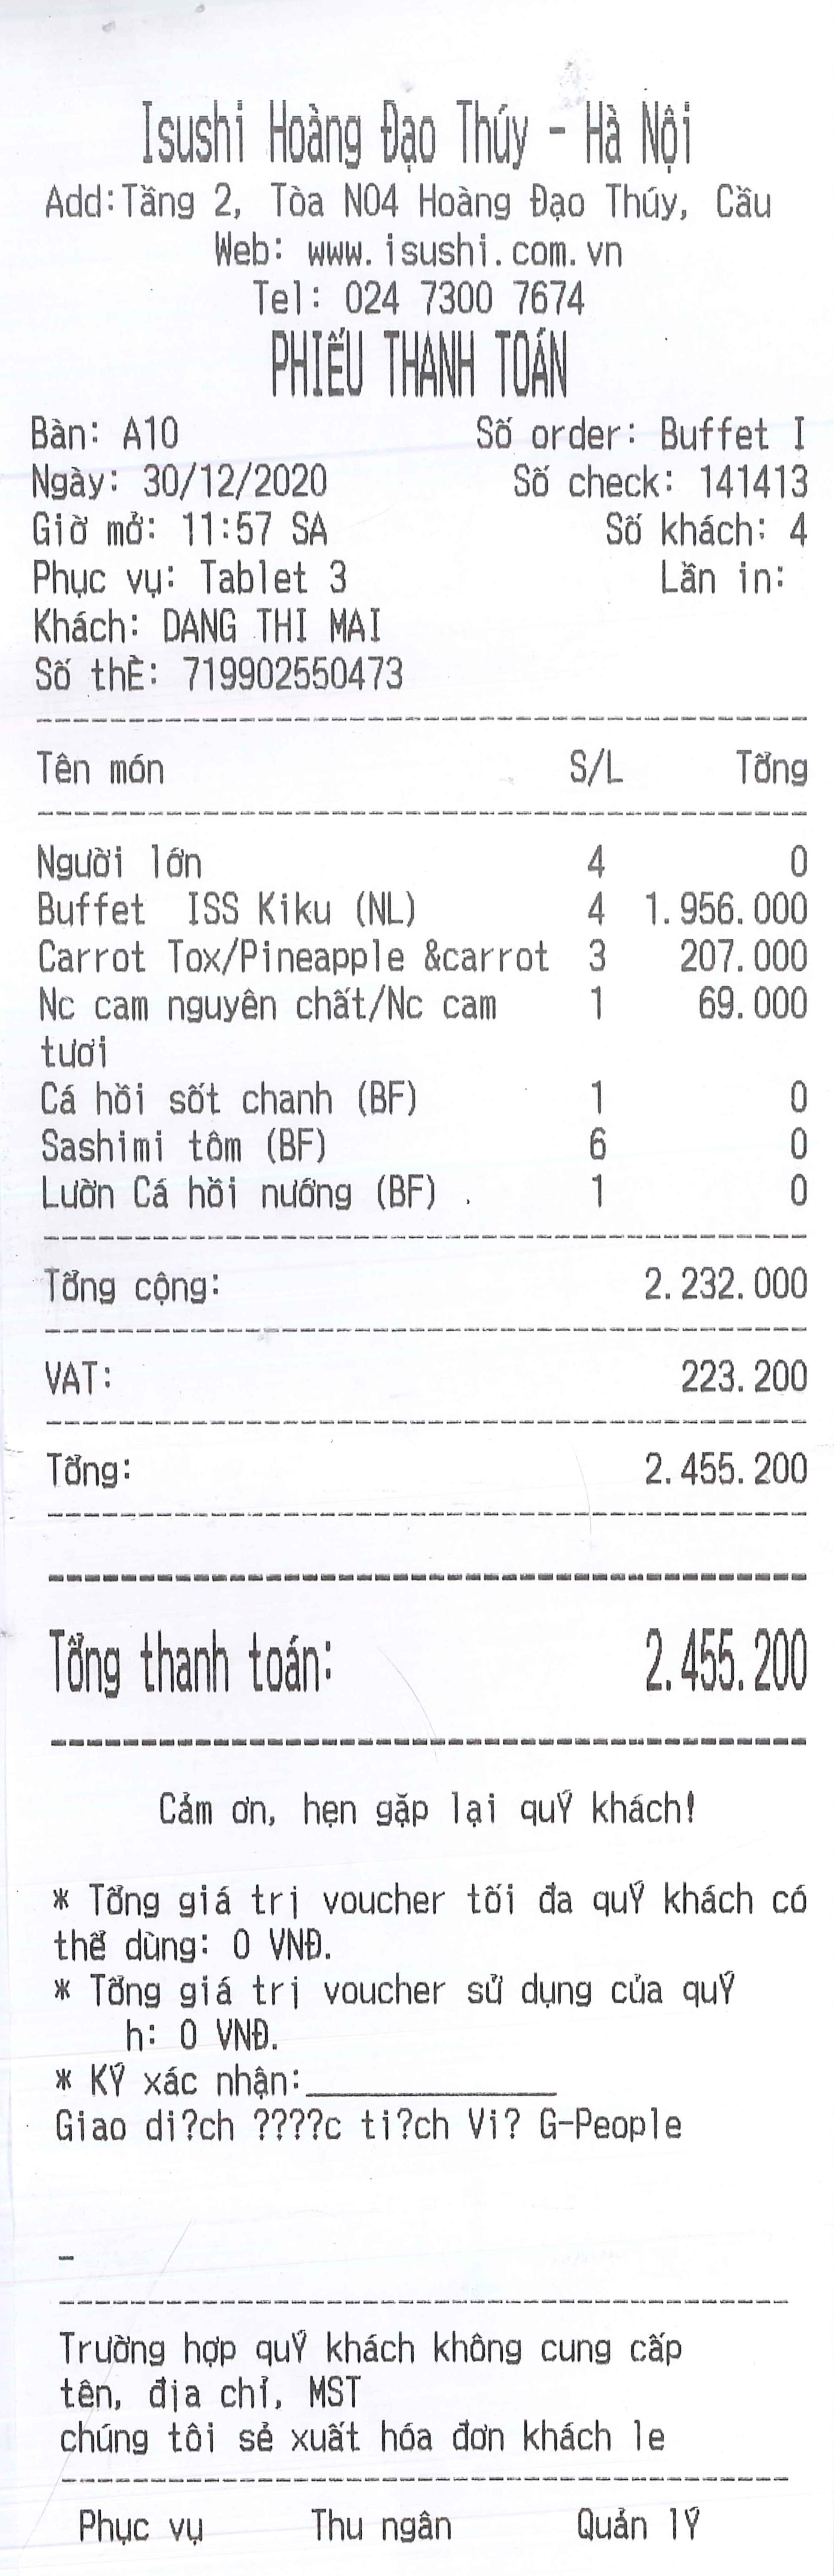 Isushi Hoàng Đạo Thúy - Hà Nội
Add:Tầng 2, Tòa N04 Hoàng Đạo Thúy, Cầu
Web: www.isushi.com.vn
Tel: 024 7300 7674
PHIẾU THANH TOÁN
Bàn: A10 Số order: Buffet I
Ngày: 30/12/2020 Số check: 141413
Giờ mở: 11:57 SA Số khách: 4
Phục vụ: Tablet 3 Lần in:
Khách: DANG THI MAI
Số thÈ: 719902550473
Tên món S/L Tổng
Người lớn 4 0
Buffet ISS Kiku (NL) 4 1.956.000
Carrot Tox/Pineapple &carrot 3 207.000
Nc cam nguyên chất/Nc cam 1 69.000
tươi
Cá hồi sốt chanh (BF) 1 0
Sashimi tôm (BF) 6 0
Lườn Cá hồi nướng (BF) 1 0
Tổng cộng: 2.232.000
VAT: 223.200
Tổng: 2.455.200
Tổng thanh toán: 2.455.200
Cảm ơn, hẹn gặp lại quÝ khách!
* Tổng giá trị voucher tối đa quÝ khách có
thể dùng: 0 VNĐ.
* Tổng giá trị voucher sử dụng của quÝ
h: 0 VNĐ.
* KÝ xác nhận:______________
Giao di?ch ????c ti?ch Vi? G-People
-
Trường hợp quÝ khách không cung cấp
tên, địa chỉ, MST
chúng tôi sẻ xuất hóa đơn khách le
Phục vụ Thu ngân Quản lÝ